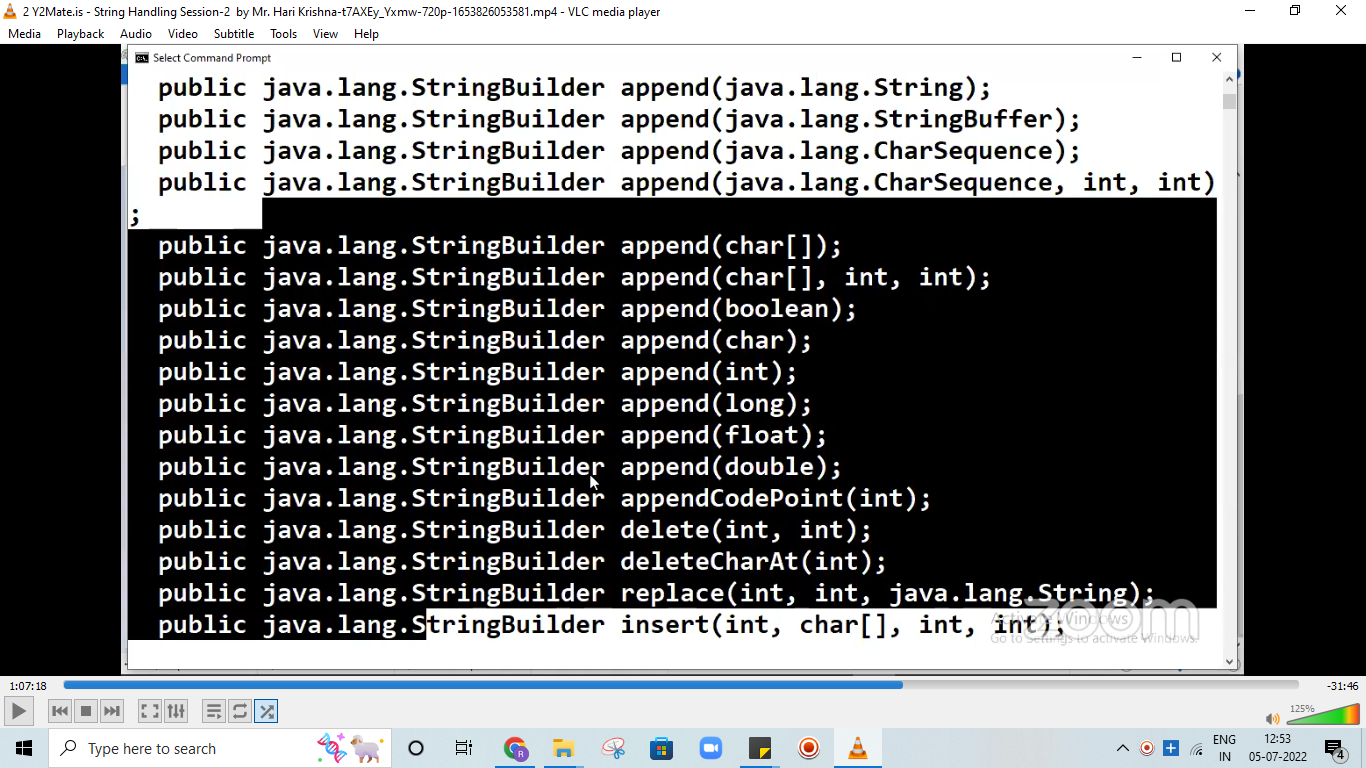 2 Y2Mate.is - String Handling Session-2  by Mr. Hari Krishna-t7AXEy_Yxmw-720p-1653826053581.mp4 - VLC media player
Media Playback Audio Video Subtitle Tools View Help
Select Command Prompt
public java.lang.StringBuilder append(java.lang.String);
public java.lang.StringBuilder append(java.lang.StringBuffer);
public java.lang.StringBuilder append(java.lang.CharSequence);
public java.lang.StringBuilder append(java.lang.CharSequence, int, int)
;
public java.lang.StringBuilder append(char[]);
public java.lang.StringBuilder append(char[], int, int);
public java.lang.StringBuilder append(boolean);
public java.lang.StringBuilder append(char);
public java.lang.StringBuilder append(int);
public java.lang.StringBuilder append(long);
public java.lang.StringBuilder append(float);
public java.lang.StringBuilder append(double);
public java.lang.StringBuilder appendCodePoint(int);
public java.lang.StringBuilder delete(int, int);
public java.lang.StringBuilder deleteCharAt(int);
public java.lang.StringBuilder replace(int, int, java.lang.String);
public java.lang.StringBuilder insert(int, char[], int, int);
zoom
Activate Windows
Go to Settings to activate Windows.
1:07:18 -31:46
125%
Type here to search
ENG 12:53
IN 05-07-2022 4